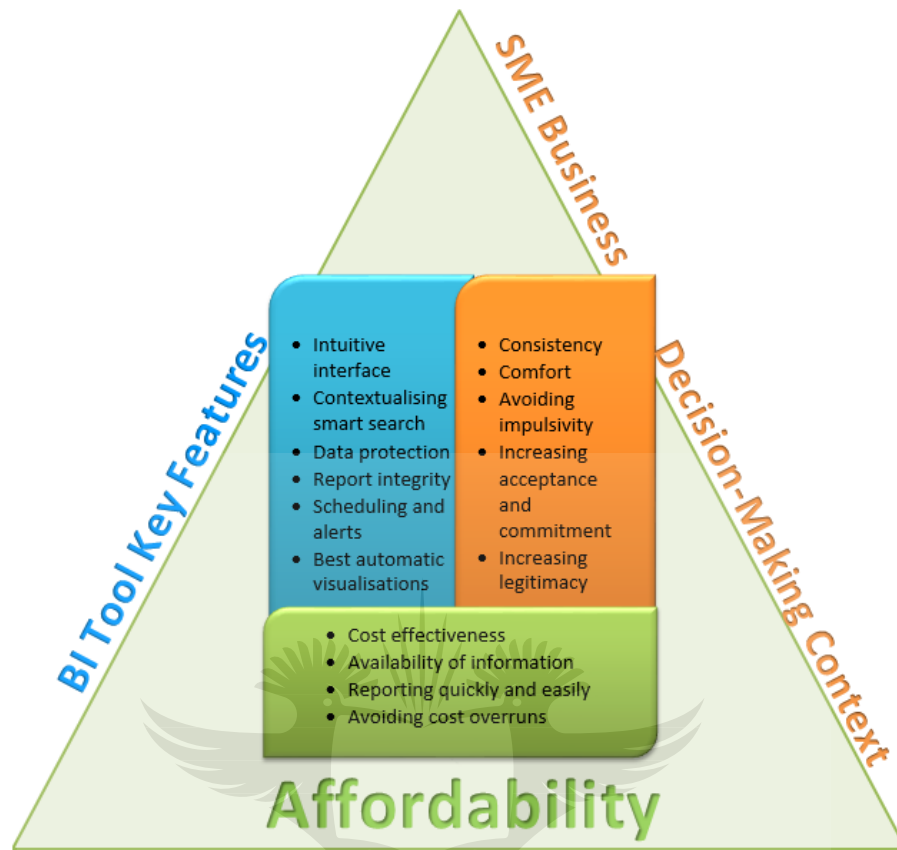 SME Business
Decision-Making Context
BI Tool Key Features
• Intuitive
interface
• Contextualising
smart search
• Data protection
• Report integrity
• Scheduling and
alerts
• Best automatic
visualisations
• Consistency
• Comfort
• Avoiding
impulsivity
• Increasing
acceptance
and
commitment
• Increasing
legitimacy
• Cost effectiveness
• Availability of information
• Reporting quickly and easily
• Avoiding cost overruns
Affordability